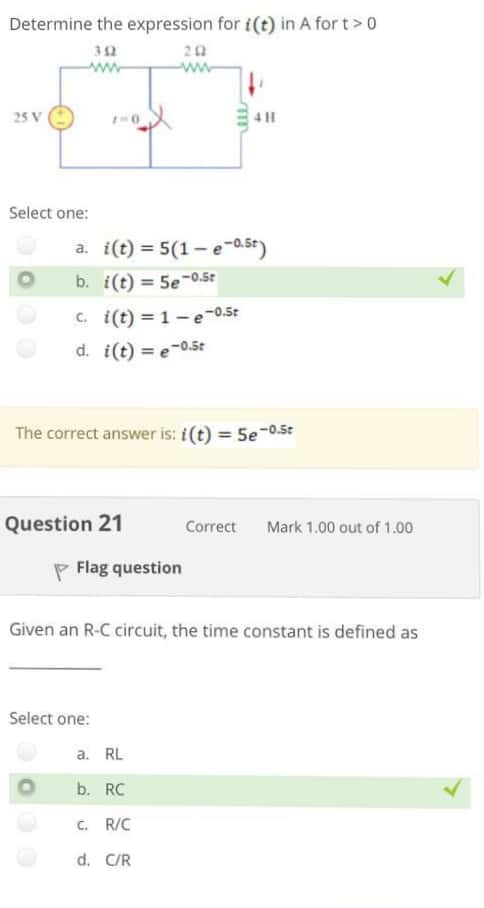 Determine the expression for i(t) in A for t > 0
3 Ω 2 Ω
i
25 V t=0 4 H
Select one:
a. i(t) = 5(1 − e^−0.5t)
b. i(t) = 5e^−0.5t
c. i(t) = 1 − e^−0.5t
d. i(t) = e^−0.5t
The correct answer is: i(t) = 5e^−0.5t
Question 21 Correct Mark 1.00 out of 1.00
Flag question
Given an R-C circuit, the time constant is defined as
__________
Select one:
a. RL
b. RC
c. R/C
d. C/R